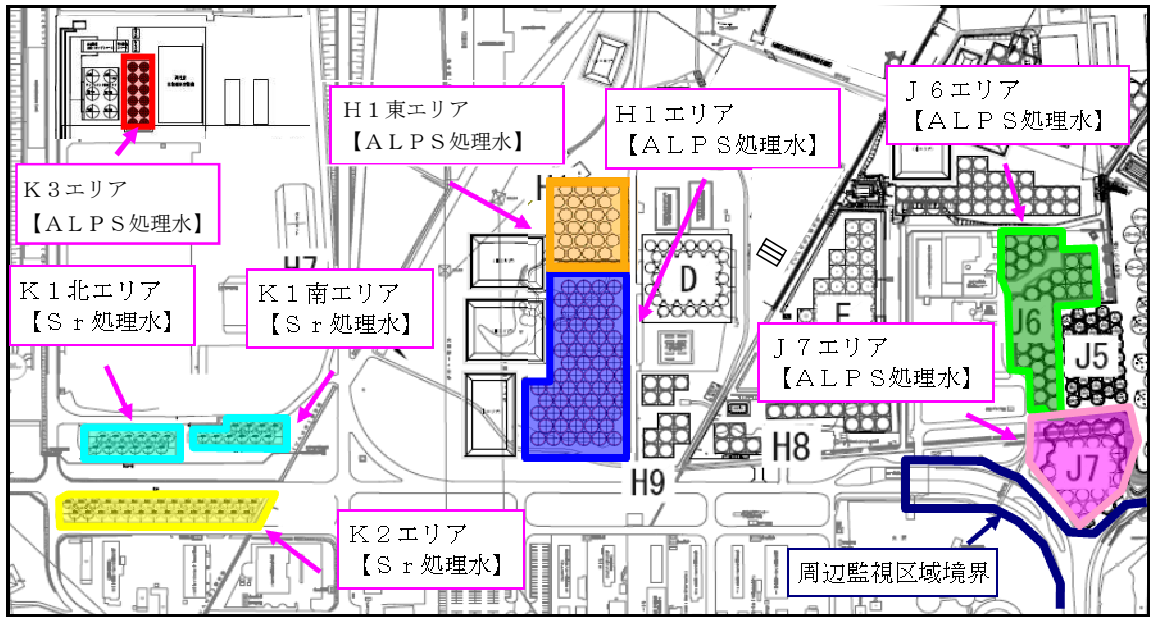 H1東エリア
【ALPS処理水】
H1エリア
【ALPS処理水】
J6エリア
【ALPS処理水】
K3エリア
【ALPS処理水】
K1北エリア
【Sr処理水】
K1南エリア
【Sr処理水】
H7
D
J6
J5
J7エリア
【ALPS処理水】
H8
J7
H9
K2エリア
【Sr処理水】
周辺監視区域境界